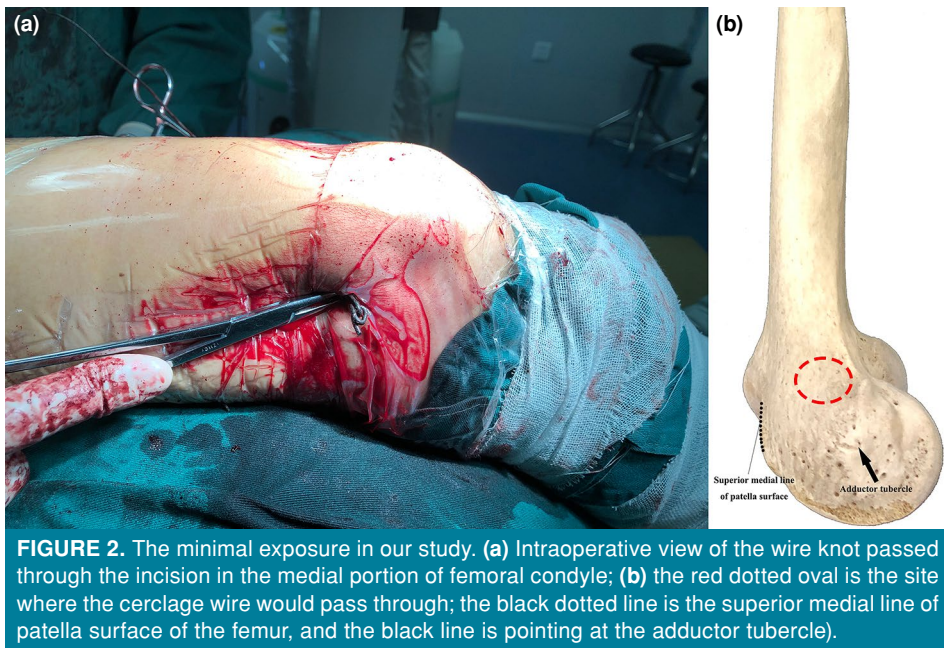 (a)
(b)
Superior medial line
of patella surface
Adductor tubercle
FIGURE 2. The minimal exposure in our study. (a) Intraoperative view of the wire knot passed
through the incision in the medial portion of femoral condyle; (b) the red dotted oval is the site
where the cerclage wire would pass through; the black dotted line is the superior medial line of
patella surface of the femur, and the black line is pointing at the adductor tubercle).